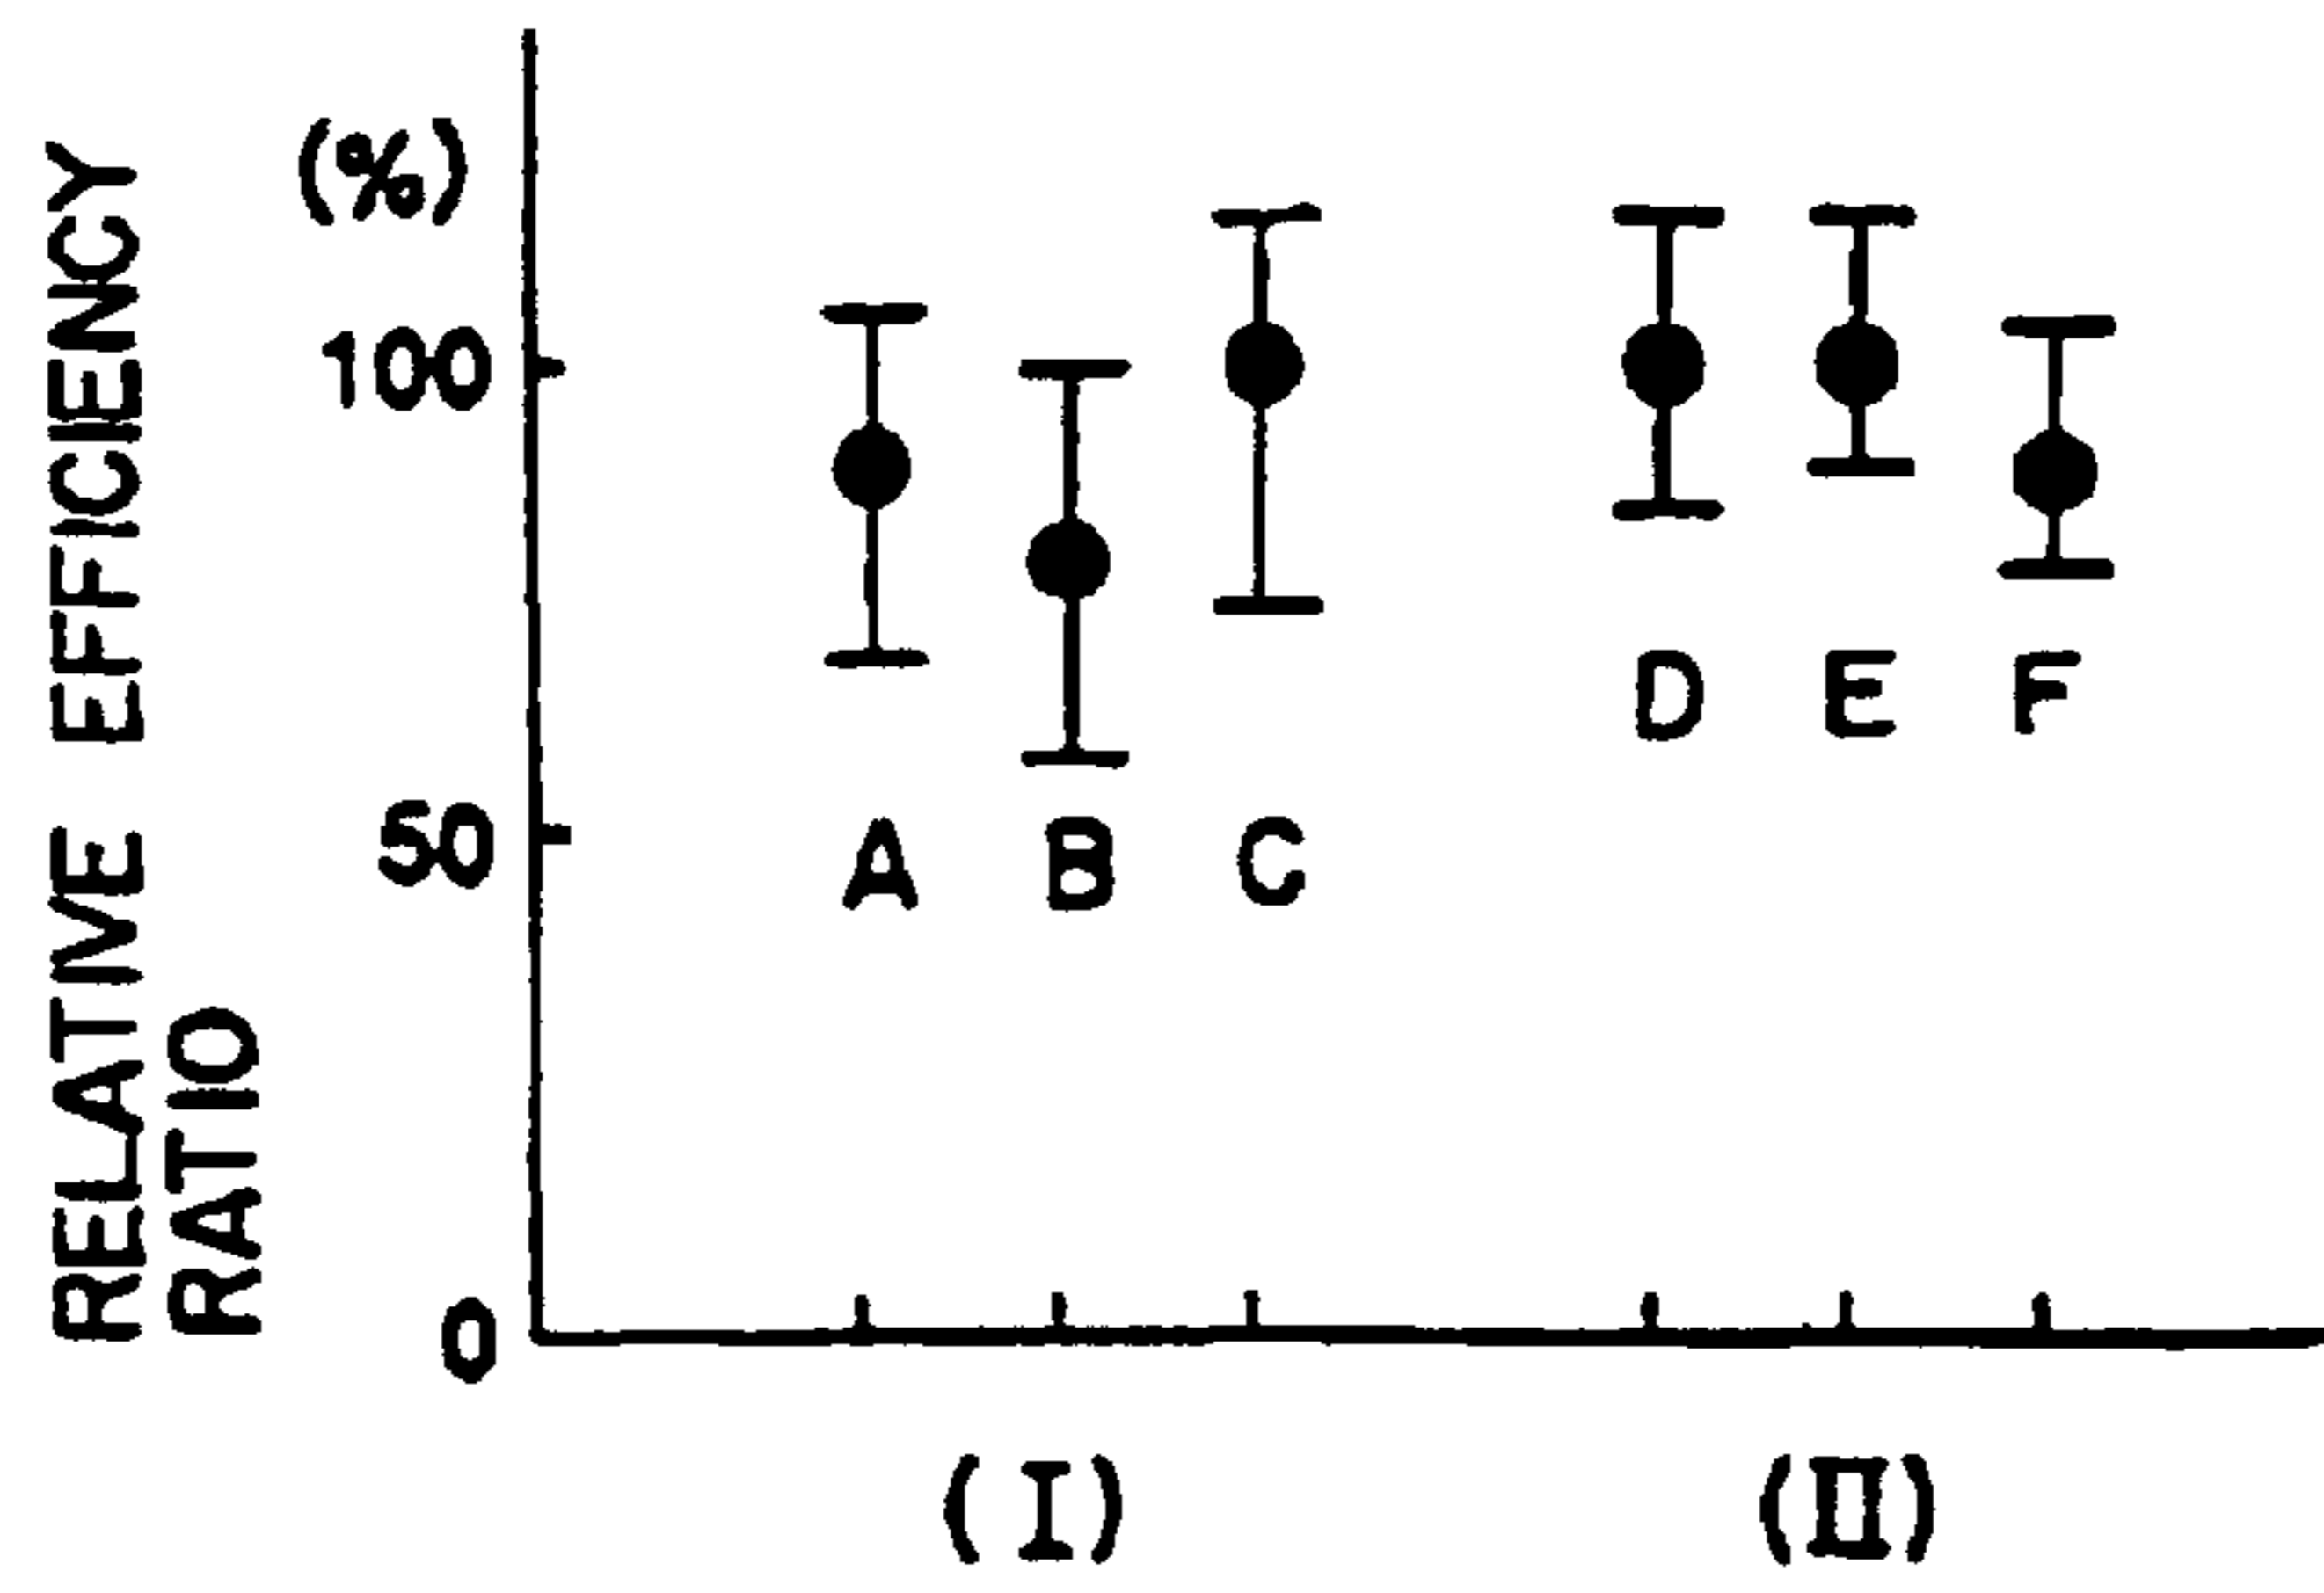 RELATIVE EFFICIENCY
RATIO
(%)
100
50
0
A B C
D E F
(I)
(II)